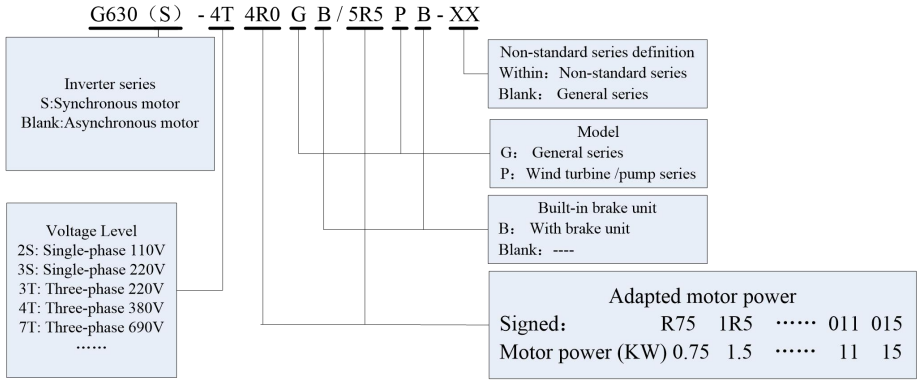 G630（S）-4T 4R0 G B/5R5 P B-XX
Inverter series
S:Synchronous motor
Blank:Asynchronous motor
Voltage Level
2S: Single-phase 110V
3S: Single-phase 220V
3T: Three-phase 220V
4T: Three-phase 380V
7T: Three-phase 690V
……
Non-standard series definition
Within： Non-standard series
Blank： General series
Model
G： General series
P： Wind turbine /pump series
Built-in brake unit
B： With brake unit
Blank： ----
Adapted motor power
Signed： R75 1R5 …… 011 015
Motor power (KW) 0.75 1.5 …… 11 15